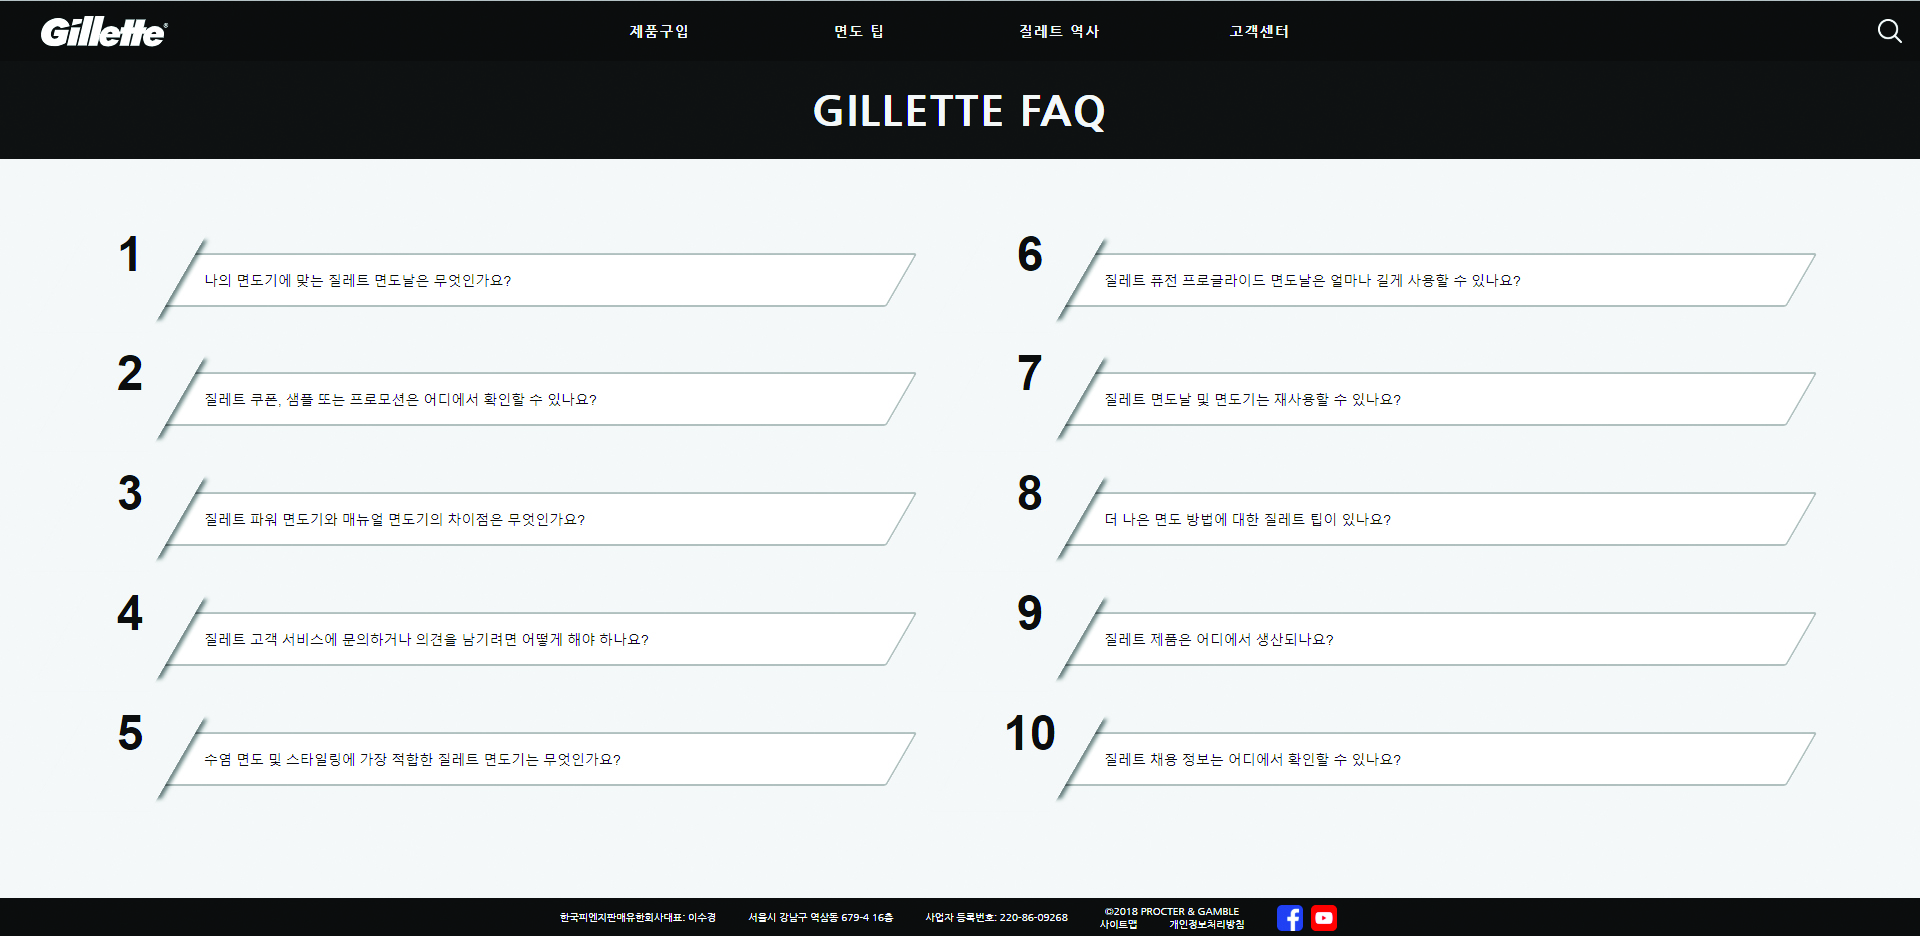 Gillette®
제품구입
면도 팁
질레트 역사
고객센터
GILLETTE FAQ
1
나의 면도기에 맞는 질레트 면도날은 무엇인가요?
2
질레트 쿠폰, 샘플 또는 프로모션은 어디에서 확인할 수 있나요?
3
질레트 파워 면도기와 매뉴얼 면도기의 차이점은 무엇인가요?
4
질레트 고객 서비스에 문의하거나 의견을 남기려면 어떻게 해야 하나요?
5
수염 면도 및 스타일링에 가장 적합한 질레트 면도기는 무엇인가요?
6
질레트 퓨전 프로글라이드 면도날은 얼마나 길게 사용할 수 있나요?
7
질레트 면도날 및 면도기는 재사용할 수 있나요?
8
더 나은 면도 방법에 대한 질레트 팁이 있나요?
9
질레트 제품은 어디에서 생산되나요?
10
질레트 채용 정보는 어디에서 확인할 수 있나요?
한국피엔지판매유한회사대표: 이수경
서울시 강남구 역삼동 679-4 16층
사업자 등록번호: 220-86-09268
©2018 PROCTER & GAMBLE
사이트맵
개인정보처리방침